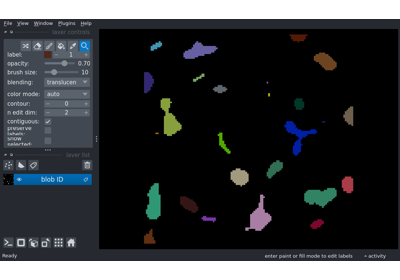 File View Window Plugins Help
layer controls
label: 1
opacity: 0.70
brush size: 10
blending: translucen
color mode: auto
contour: 0
n edit dim: 2
contiguous:
preserve
labels:
show
selected:
layer list
blob ID
Ready enter paint or fill mode to edit labels activity